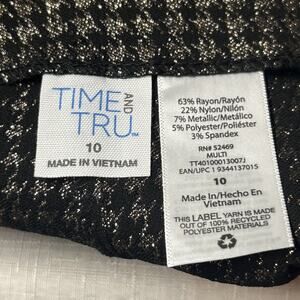 TIME AND TRU™
10
MADE IN VIETNAM
63% Rayon/Rayón
22% Nylon/Nilón
7% Metallic/Metálico
5% Polyester/Poliéster
3% Spandex
RN# 52469
MULTI
TT40100013007J
EAN/UPC 1 9344137015
10
Made In/Hecho En
Vietnam
THIS LABEL YARN IS MADE
OUT OF 100% RECYCLED
POLYESTER MATERIALS